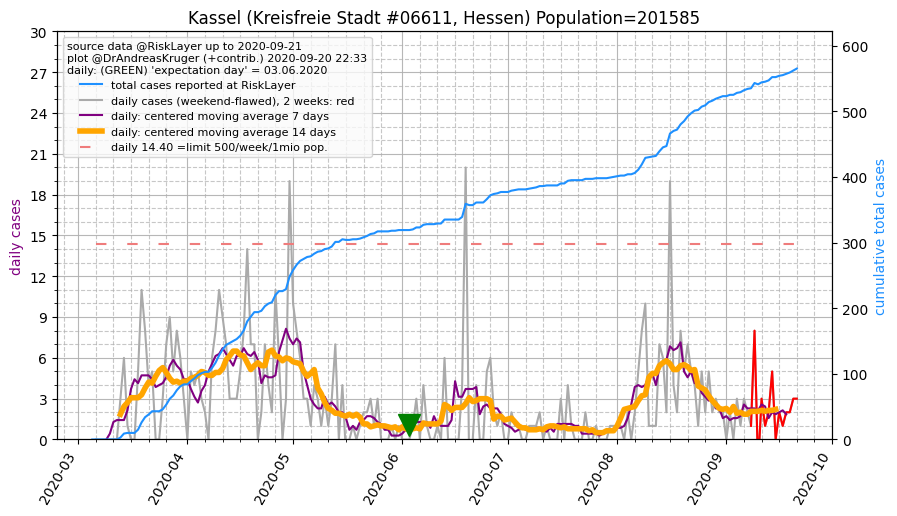 Kassel (Kreisfreie Stadt #06611, Hessen) Population=201585
source data @RiskLayer up to 2020-09-21
plot @DrAndreasKruger (+contrib.) 2020-09-20 22:33
daily: (GREEN) 'expectation day' = 03.06.2020
total cases reported at RiskLayer
daily cases (weekend-flawed), 2 weeks: red
daily: centered moving average 7 days
daily: centered moving average 14 days
daily 14.40 =limit 500/week/1mio pop.
daily cases
30
27
24
21
18
15
12
9
6
3
0
600
500
400
300
200
100
0
cumulative total cases
2020-03
2020-04
2020-05
2020-06
2020-07
2020-08
2020-09
2020-10